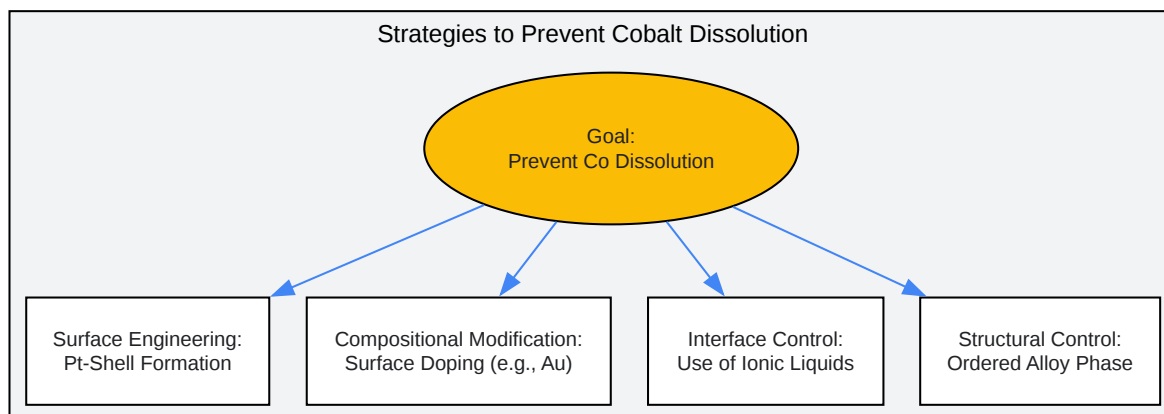 Strategies to Prevent Cobalt Dissolution
Goal:
Prevent Co Dissolution
Surface Engineering:
Pt-Shell Formation
Compositional Modification:
Surface Doping (e.g., Au)
Interface Control:
Use of Ionic Liquids
Structural Control:
Ordered Alloy Phase